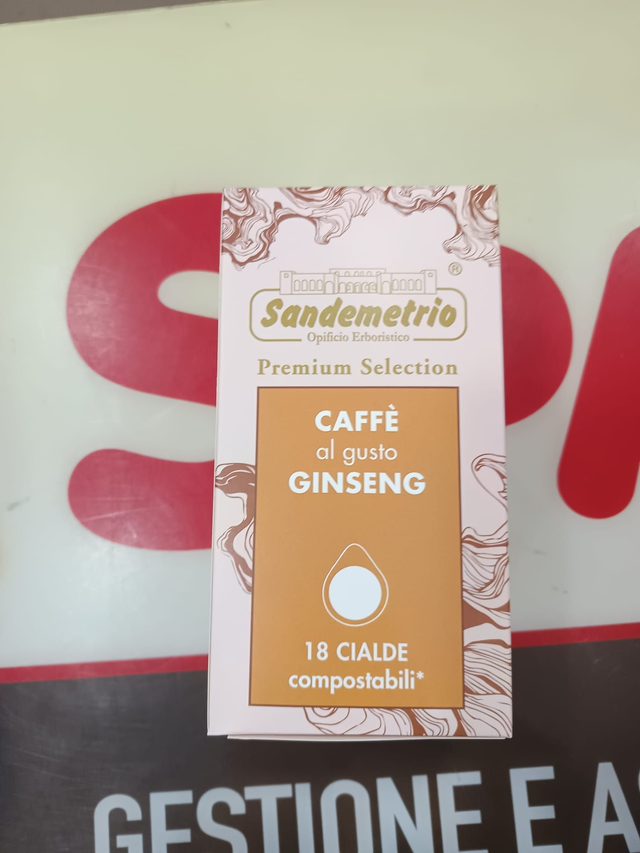 ®
Sandemetrio
Opificio Erboristico
Premium Selection
CAFFÈ
al gusto
GINSENG
18 CIALDE
compostabili*
GESTIONE E